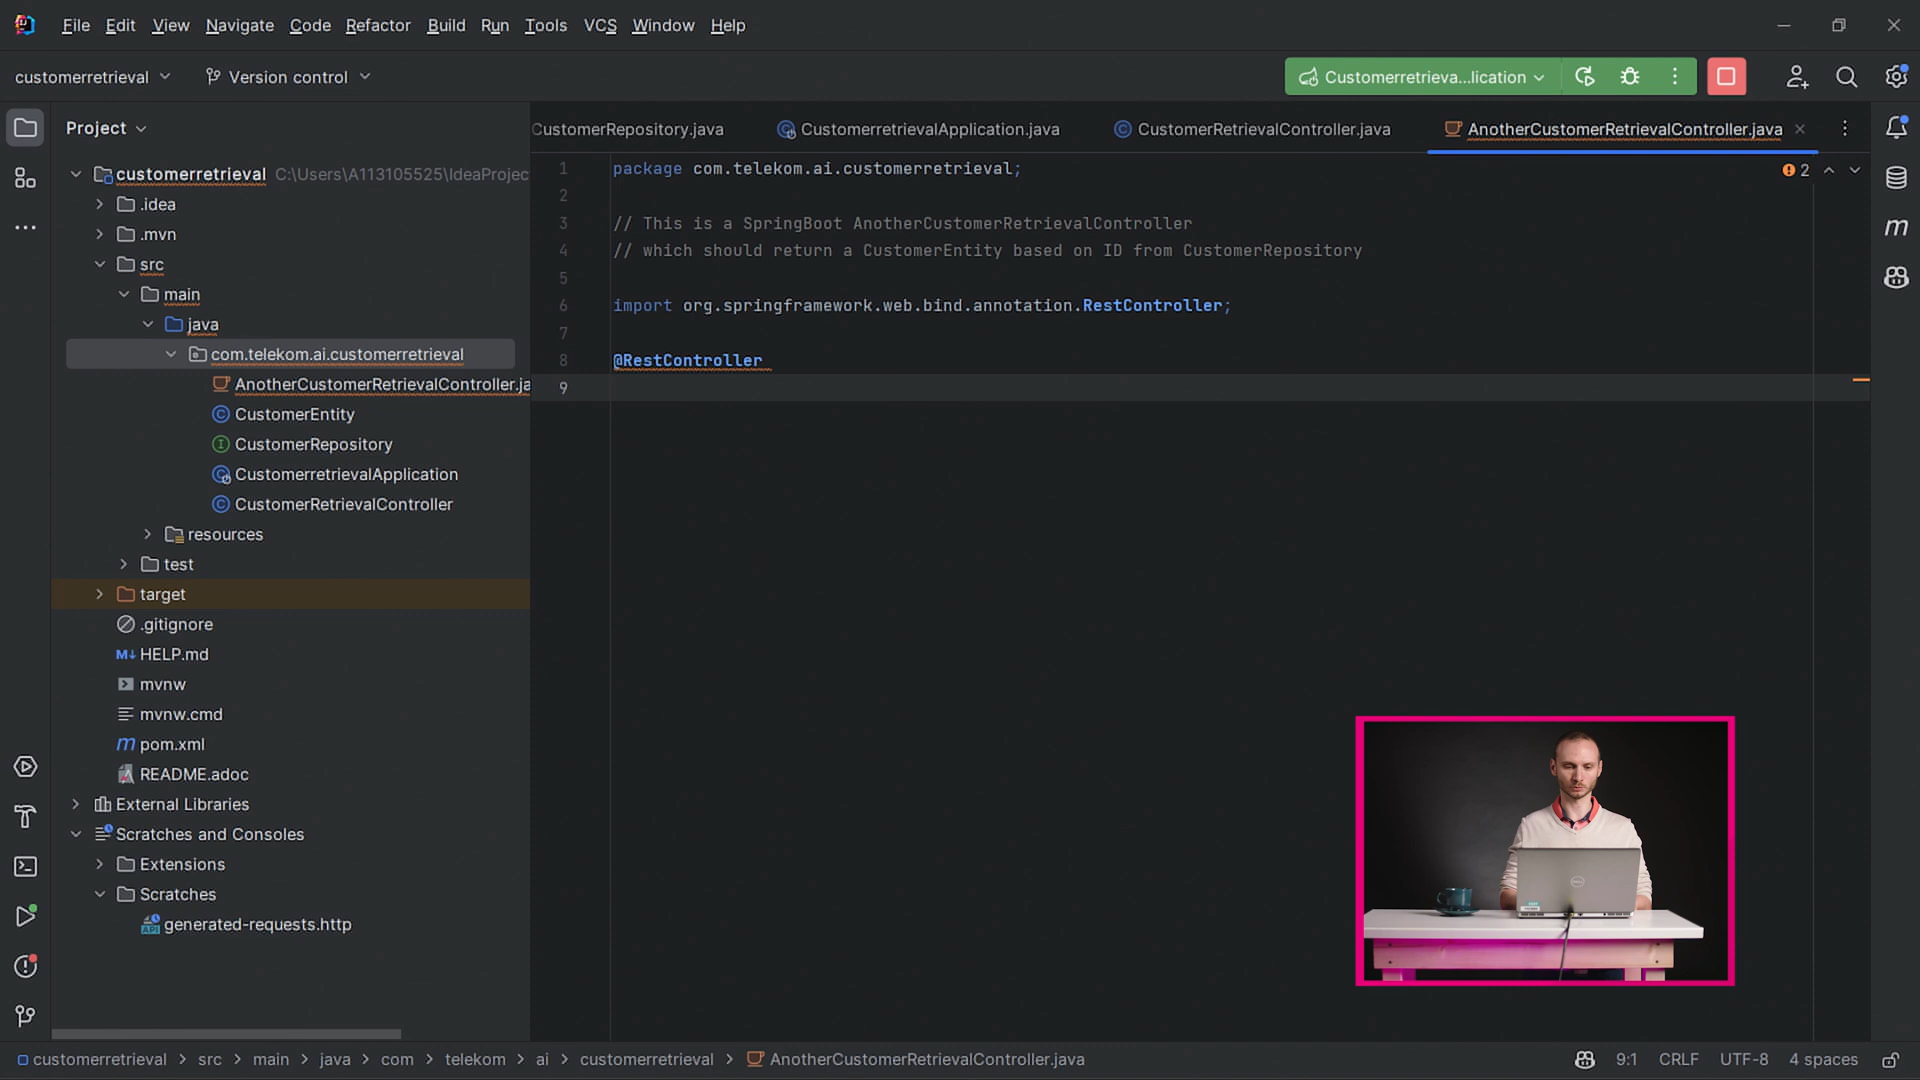 File Edit View Navigate Code Refactor Build Run Tools VCS Window Help
customerretrieval Version control Customerretrieva...lication
Project
CustomerRepository.java CustomerretrievalApplication.java CustomerRetrievalController.java AnotherCustomerRetrievalController.java
customerretrieval C:\Users\A113105525\IdeaProjec
.idea
.mvn
src
main
java
com.telekom.ai.customerretrieval
AnotherCustomerRetrievalController.ja
CustomerEntity
CustomerRepository
CustomerretrievalApplication
CustomerRetrievalController
resources
test
target
.gitignore
M↓ HELP.md
mvnw
mvnw.cmd
m pom.xml
README.adoc
External Libraries
Scratches and Consoles
Extensions
Scratches
API generated-requests.http
1 package com.telekom.ai.customerretrieval;
2
3 // This is a SpringBoot AnotherCustomerRetrievalController
4 // which should return a CustomerEntity based on ID from CustomerRepository
5
6 import org.springframework.web.bind.annotation.RestController;
7
8 @RestController
9
2
m
customerretrieval > src > main > java > com > telekom > ai > customerretrieval > AnotherCustomerRetrievalController.java
9:1 CRLF UTF-8 4 spaces